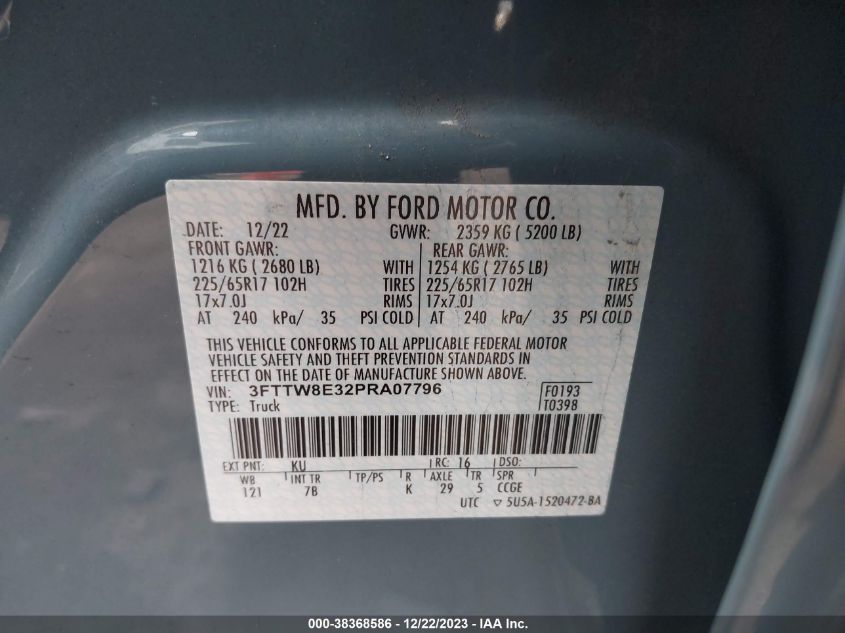 MFD. BY FORD MOTOR CO.
DATE: 12/22 GVWR: 2359 KG ( 5200 LB)
FRONT GAWR: REAR GAWR:
1216 KG ( 2680 LB) WITH 1254 KG ( 2765 LB) WITH
225/65R17 102H TIRES 225/65R17 102H TIRES
17x7.0J RIMS 17x7.0J RIMS
AT 240 kPa/ 35 PSI COLD AT 240 kPa/ 35 PSI COLD
THIS VEHICLE CONFORMS TO ALL APPLICABLE FEDERAL MOTOR
VEHICLE SAFETY AND THEFT PREVENTION STANDARDS IN
EFFECT ON THE DATE OF MANUFACTURE SHOWN ABOVE.
VIN: 3FTTW8E32PRA07796 F0193
TYPE: Truck T0398
EXT PNT: KU RC: 16 DSO:
WB INT TR TP/PS R AXLE TR SPR
121 7B K 29 5 CCGE
UTC ▽ 5U5A-1520472-BA
000-38368586 - 12/22/2023 - IAA Inc.